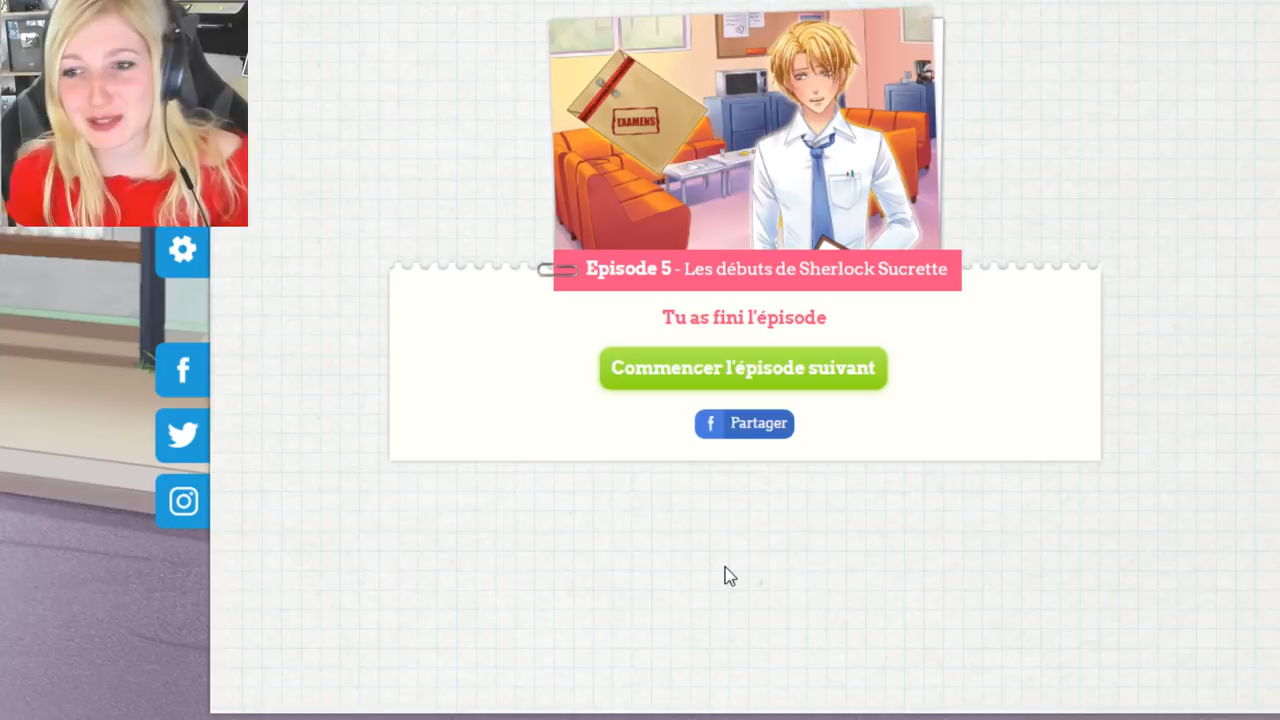 EXAMENS
Episode 5 - Les débuts de Sherlock Sucrette
Tu as fini l'épisode
Commencer l'épisode suivant
f Partager